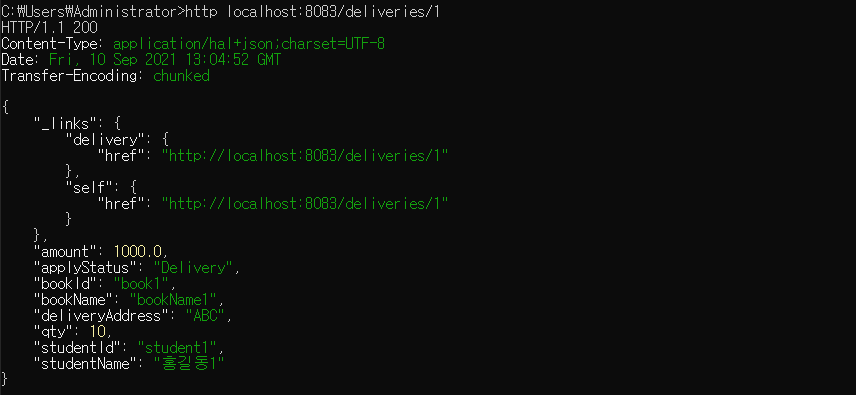 C:₩Users₩Administrator>http localhost:8083/deliveries/1
HTTP/1.1 200
Content-Type: application/hal+json;charset=UTF-8
Date: Fri, 10 Sep 2021 13:04:52 GMT
Transfer-Encoding: chunked

{
    "_links": {
        "delivery": {
            "href": "http://localhost:8083/deliveries/1"
        },
        "self": {
            "href": "http://localhost:8083/deliveries/1"
        }
    },
    "amount": 1000.0,
    "applyStatus": "Delivery",
    "bookId": "book1",
    "bookName": "bookName1",
    "deliveryAddress": "ABC",
    "qty": 10,
    "studentId": "student1",
    "studentName": "홍길동1"
}